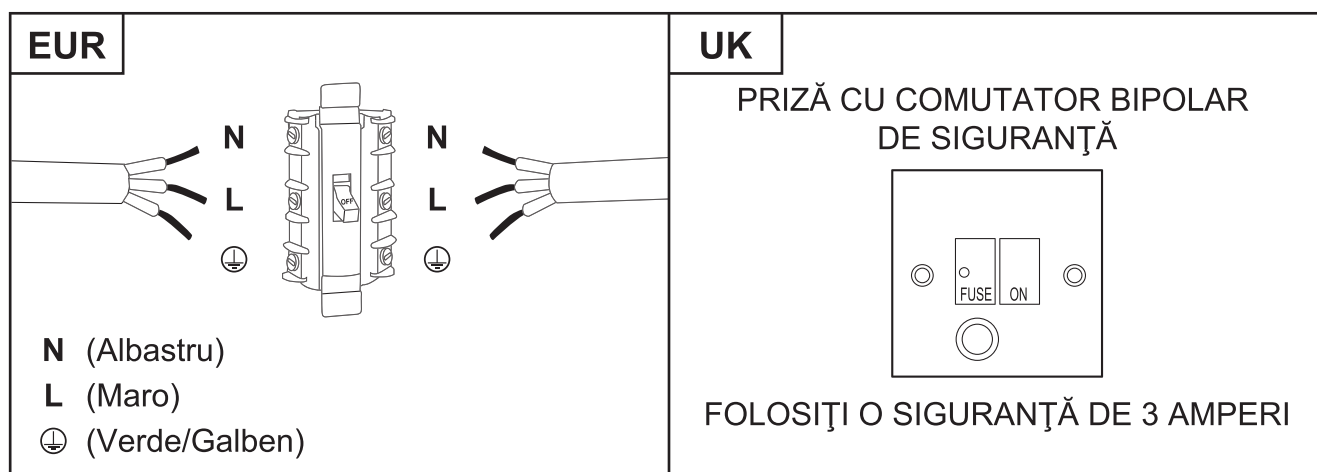 EUR
N
N
L
OFF
L
N (Albastru)
L (Maro)
(Verde/Galben)
UK
PRIZĂ CU COMUTATOR BIPOLAR
DE SIGURANŢĂ
FUSE ON
FOLOSIŢI O SIGURANŢĂ DE 3 AMPERI